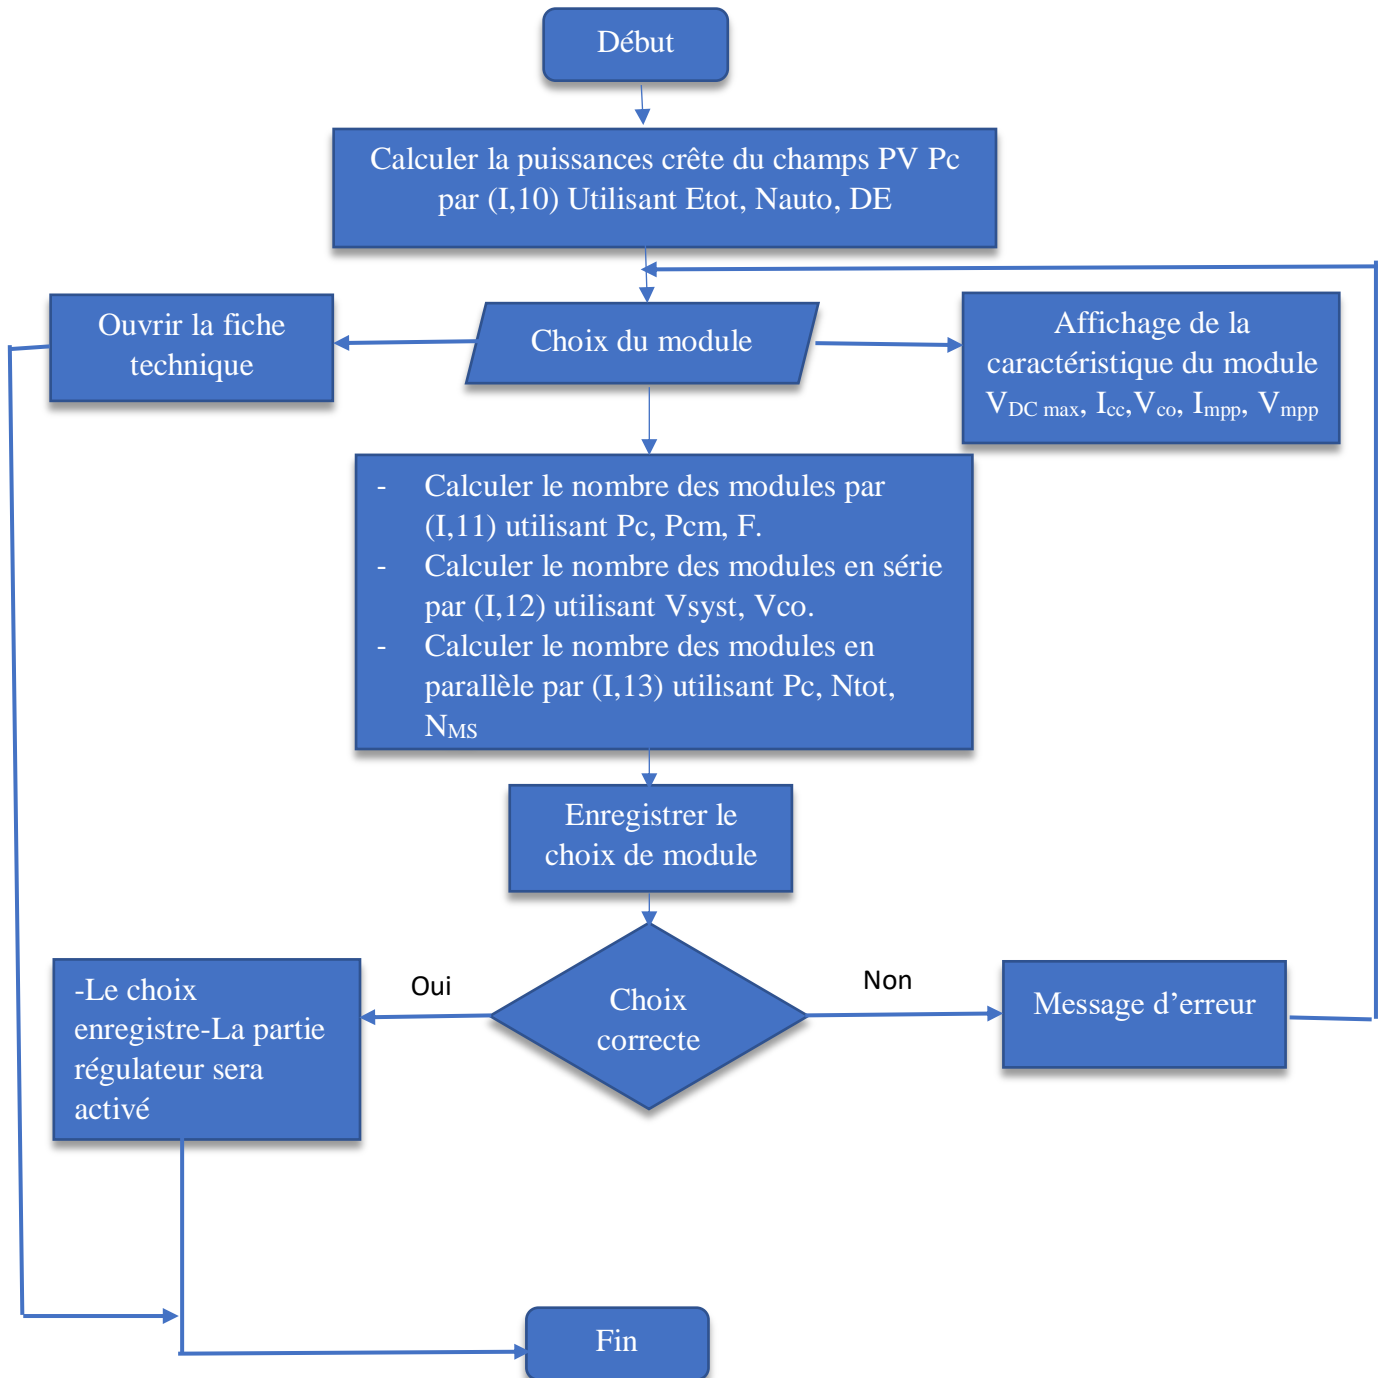 Début
Calculer la puissances crête du champs PV Pc
par (I,10) Utilisant Etot, Nauto, DE
Ouvrir la fiche
technique
Choix du module
Affichage de la
caractéristique du module
VDC max, Icc,Vco, Impp, Vmpp
- Calculer le nombre des modules par
(I,11) utilisant Pc, Pcm, F.
- Calculer le nombre des modules en série
par (I,12) utilisant Vsyst, Vco.
- Calculer le nombre des modules en
parallèle par (I,13) utilisant Pc, Ntot,
NMS
Enregistrer le
choix de module
-Le choix
enregistre-La partie
régulateur sera
activé
Oui
Choix
correcte
Non
Message d’erreur
Fin